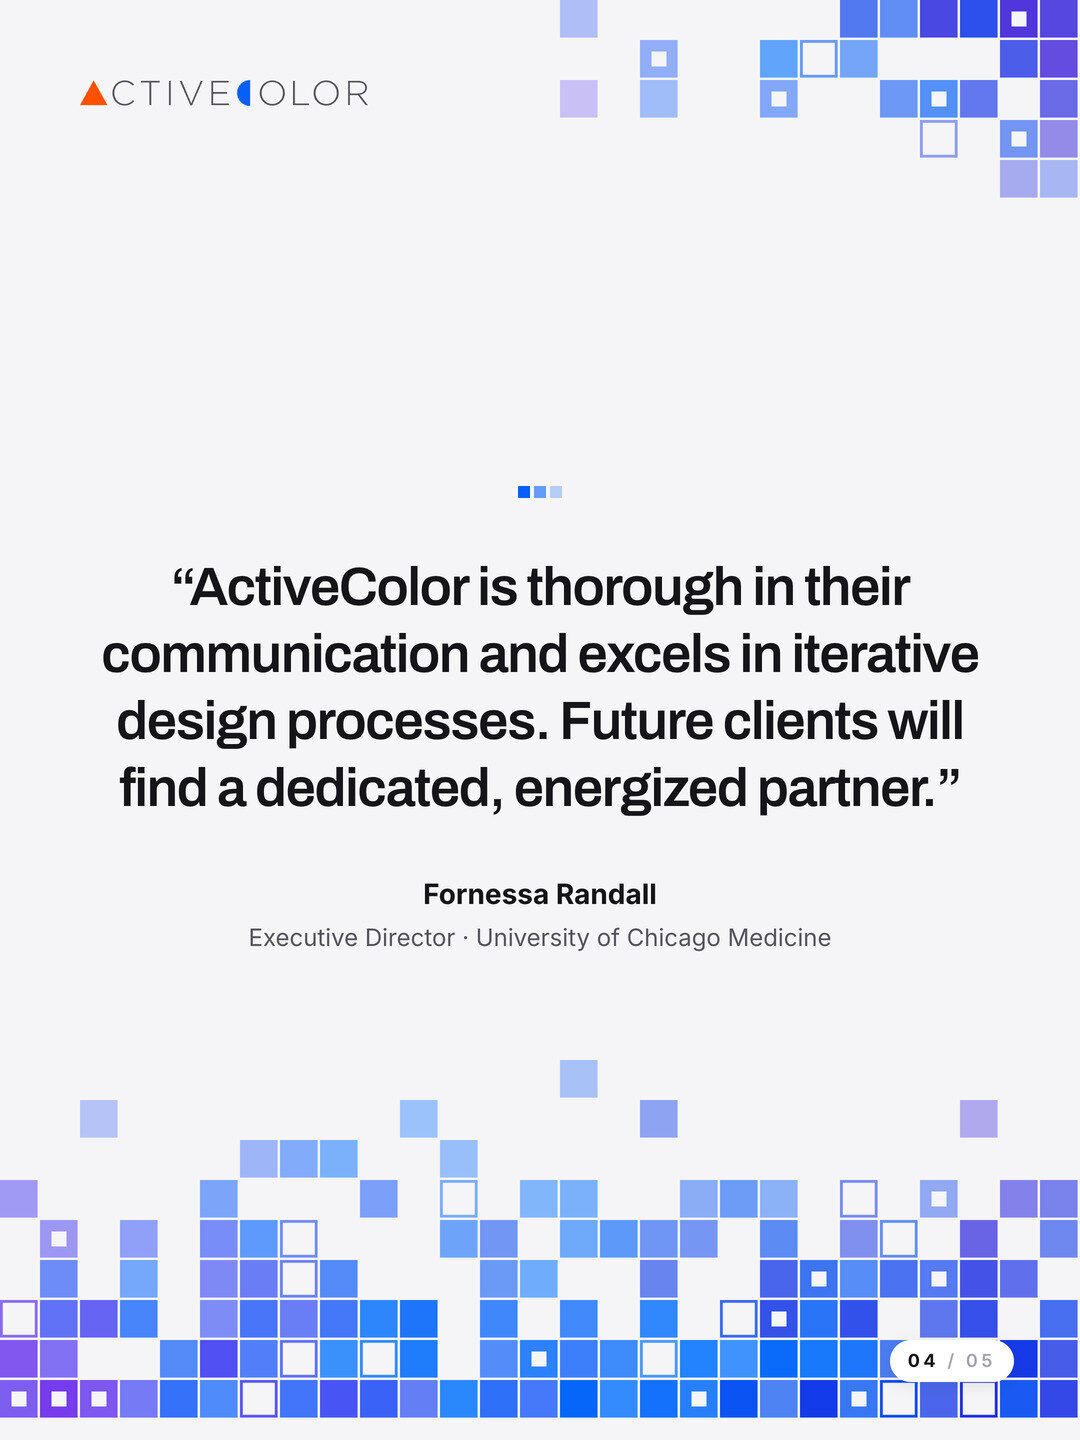 ACTIVECOLOR
“ActiveColor is thorough in their
communication and excels in iterative
design processes. Future clients will
find a dedicated, energized partner.”
Fornessa Randall
Executive Director · University of Chicago Medicine
04 / 05